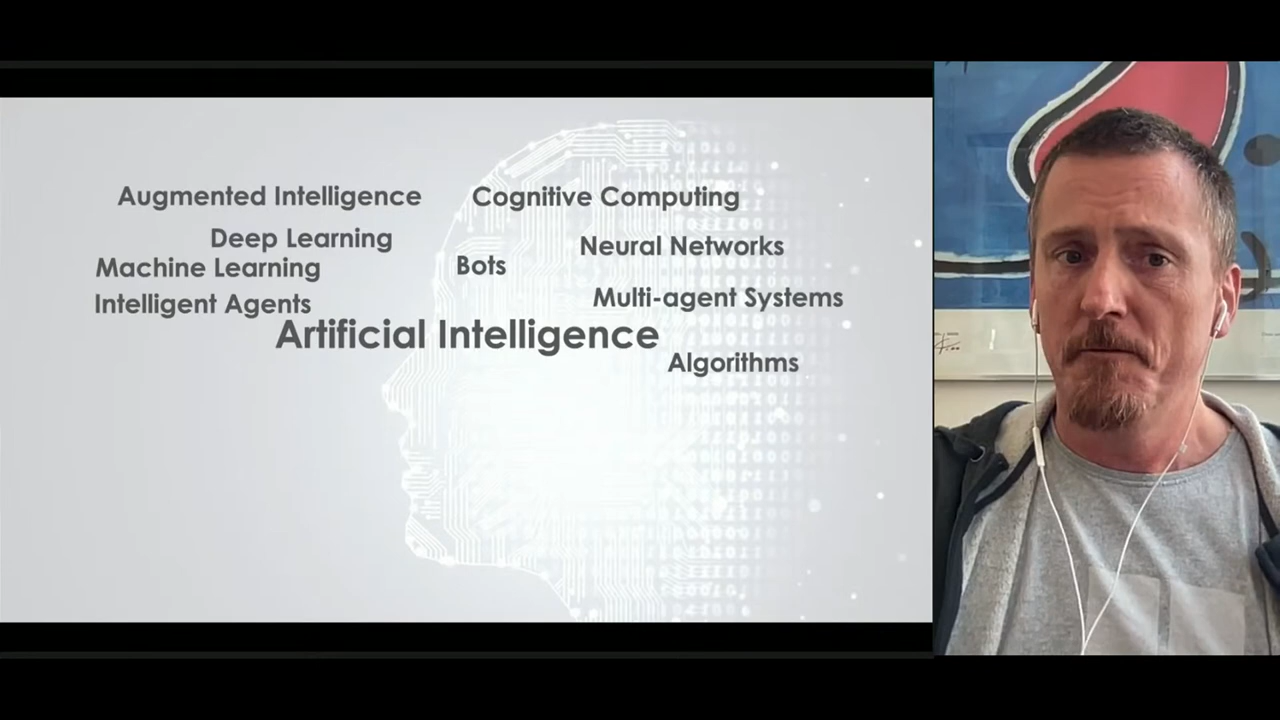 Augmented Intelligence
Cognitive Computing
Deep Learning
Neural Networks
Machine Learning
Bots
Intelligent Agents
Multi-agent Systems
Artificial Intelligence
Algorithms